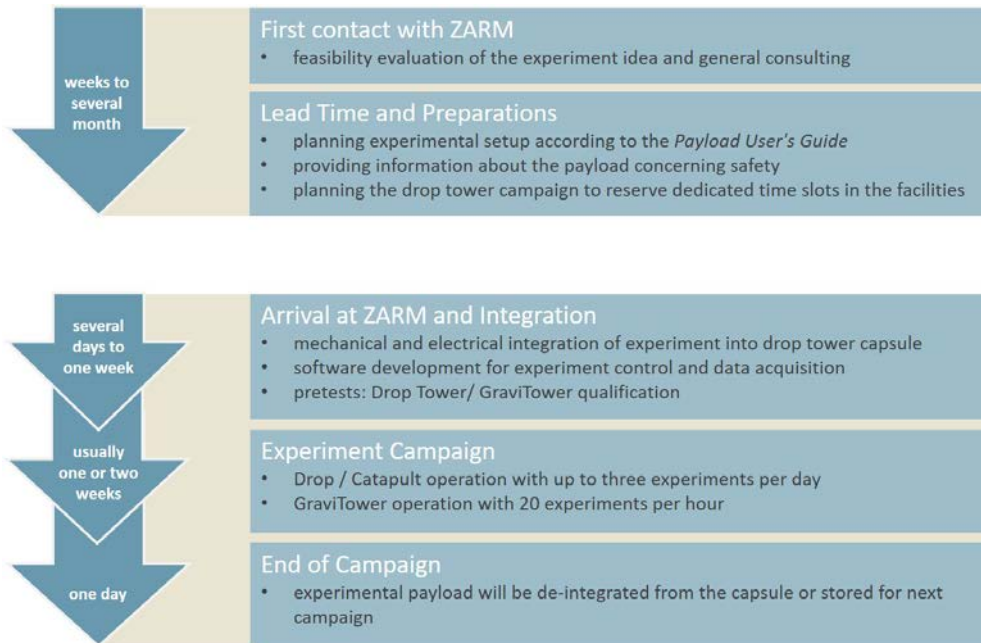 First contact with ZARM
• feasibility evaluation of the experiment idea and general consulting
weeks to
several
month
Lead Time and Preparations
• planning experimental setup according to the Payload User's Guide
• providing information about the payload concerning safety
• planning the drop tower campaign to reserve dedicated time slots in the facilities
several
days to
one week
Arrival at ZARM and Integration
• mechanical and electrical integration of experiment into drop tower capsule
• software development for experiment control and data acquisition
• pretests: Drop Tower/ GraviTower qualification
usually
one or two
weeks
Experiment Campaign
• Drop / Catapult operation with up to three experiments per day
• GraviTower operation with 20 experiments per hour
one day
End of Campaign
• experimental payload will be de-integrated from the capsule or stored for next
campaign